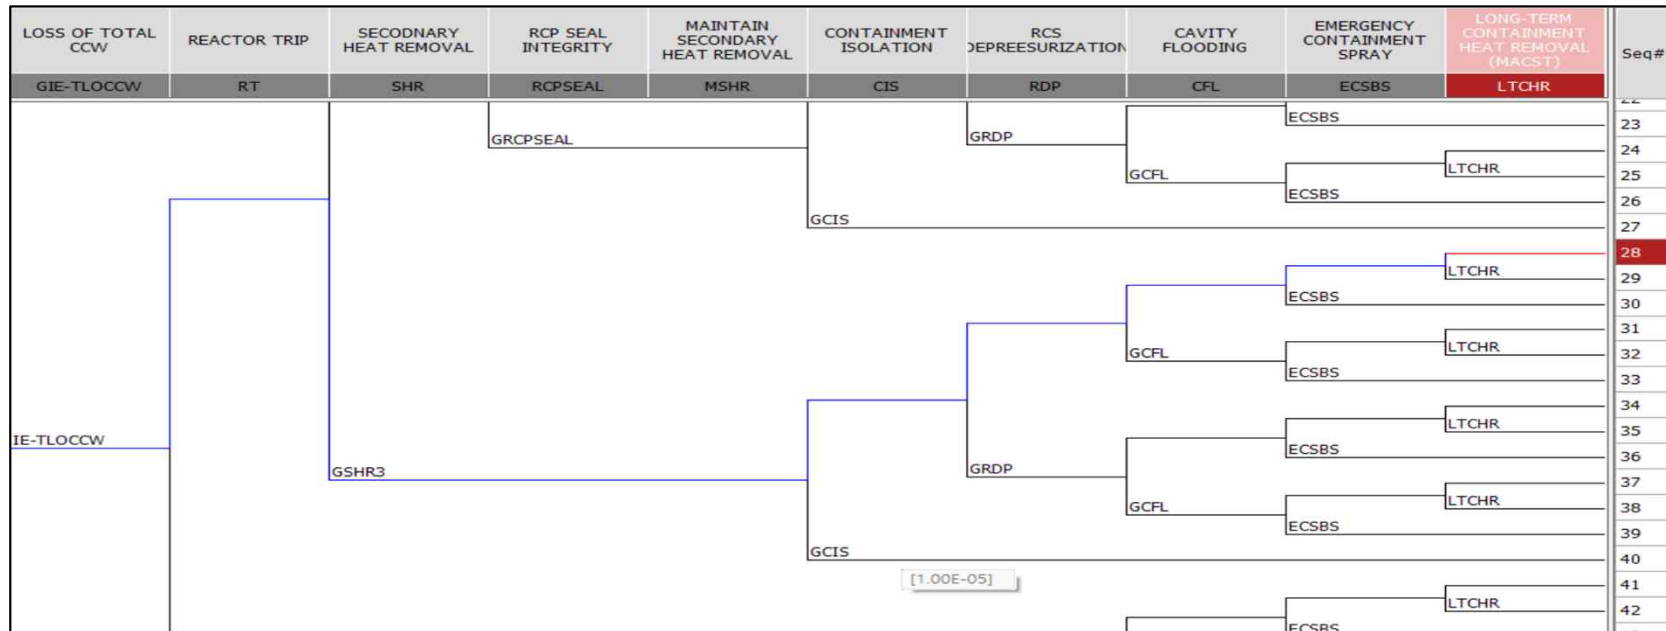 LOSS OF TOTAL
CCW
REACTOR TRIP
SECODNARY
HEAT REMOVAL
RCP SEAL
INTEGRITY
MAINTAIN
SECONDARY
HEAT REMOVAL
CONTAINMENT
ISOLATION
RCS
DEPREESURIZATION
CAVITY
FLOODING
EMERGENCY
CONTAINMENT
SPRAY
LONG-TERM
CONTAINMENT
HEAT REMOVAL
(MACST)
Seq#
GIE-TLOCCW
RT
SHR
RCPSEAL
MSHR
CIS
RDP
CFL
ECSBS
LTCHR
22
ECSBS
23
GRCPSEAL
GRDP
24
GCFL
LTCHR
25
ECSBS
26
GCIS
27
28
LTCHR
29
ECSBS
30
31
GCFL
LTCHR
32
ECSBS
33
34
LTCHR
35
IE-TLOCCW
ECSBS
36
GSHR3
GRDP
37
GCFL
LTCHR
38
ECSBS
39
GCIS
40
[1.00E-05]
41
LTCHR
42
ECSBS